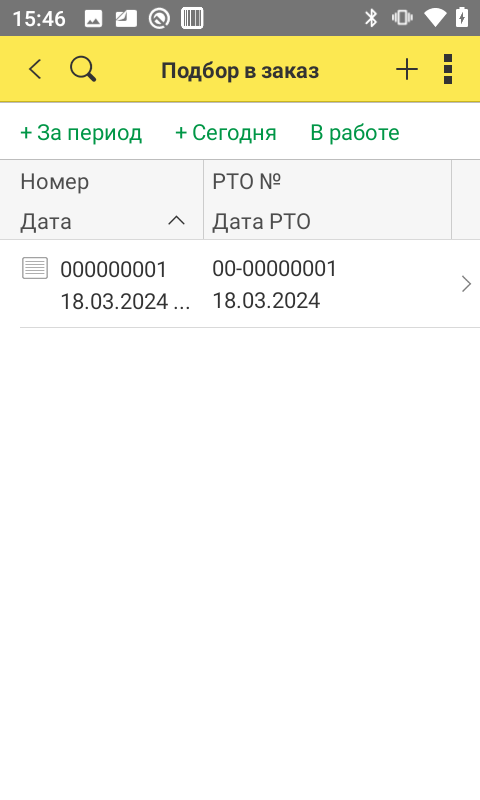 15:46
Подбор в заказ
+ За период + Сегодня В работе
Номер РТО №
Дата Дата РТО
000000001 00-00000001
18.03.2024 ... 18.03.2024